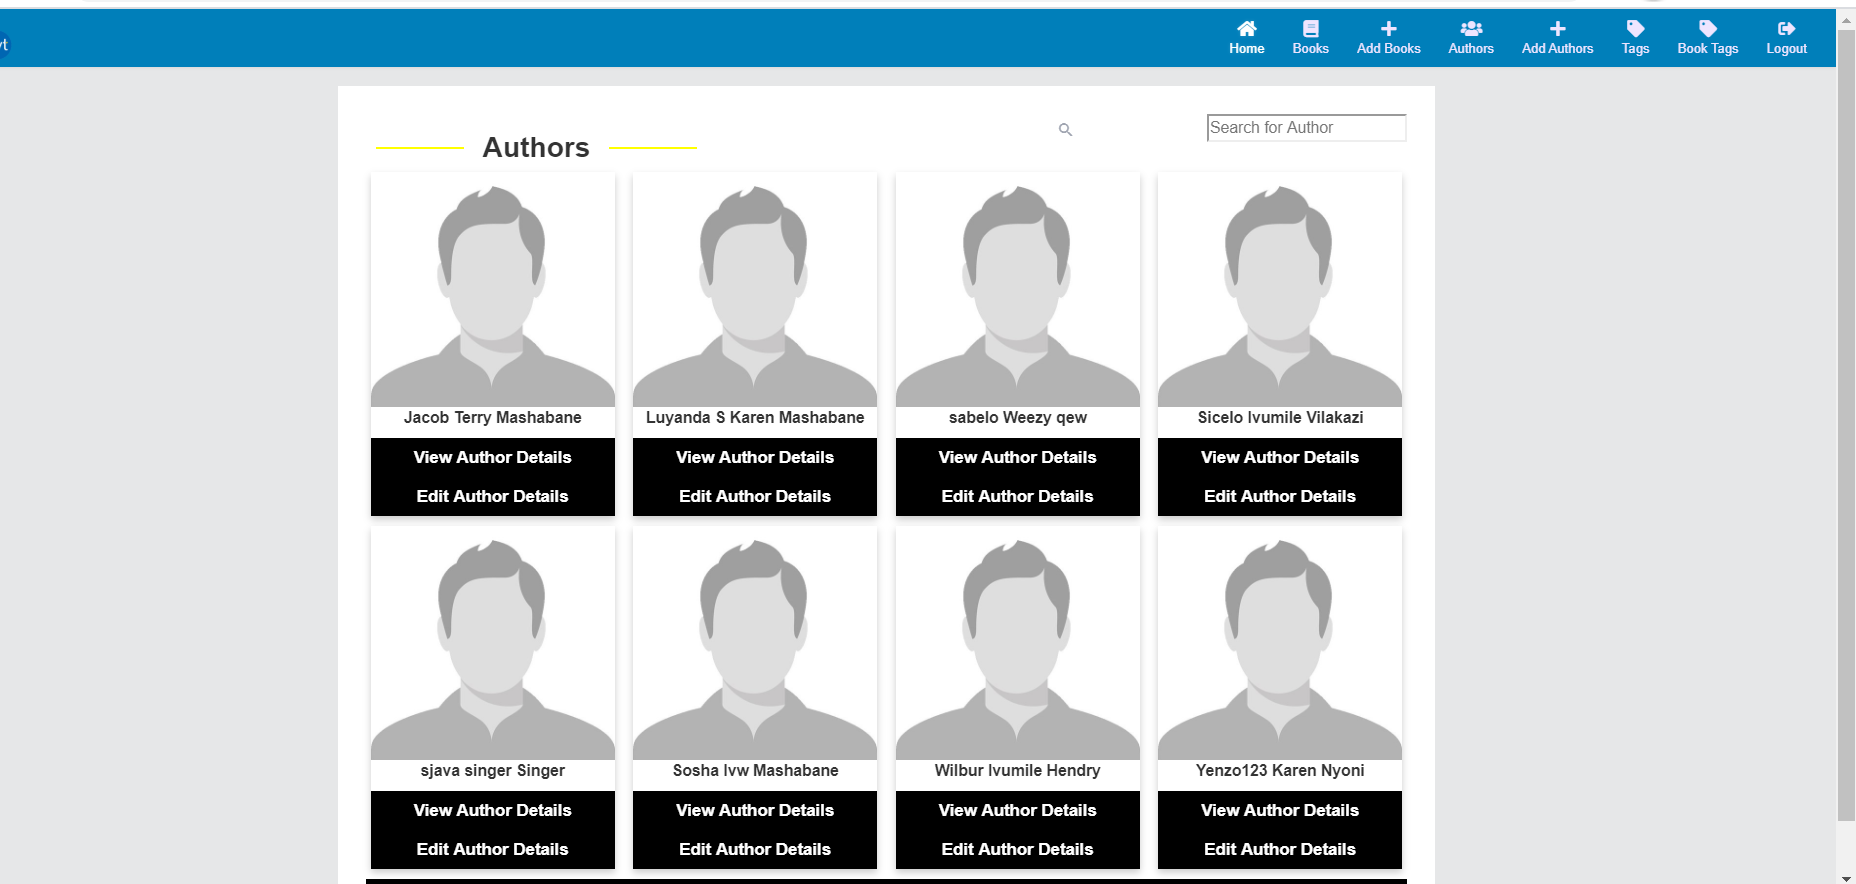 Home Books Add Books Authors Add Authors Tags Book Tags Logout
Search for Author
Authors
Jacob Terry Mashabane
View Author Details
Edit Author Details
Luyanda S Karen Mashabane
View Author Details
Edit Author Details
sabelo Weezy qew
View Author Details
Edit Author Details
Sicelo Ivumile Vilakazi
View Author Details
Edit Author Details
sjava singer Singer
View Author Details
Edit Author Details
Sosha Ivw Mashabane
View Author Details
Edit Author Details
Wilbur Ivumile Hendry
View Author Details
Edit Author Details
Yenzo123 Karen Nyoni
View Author Details
Edit Author Details